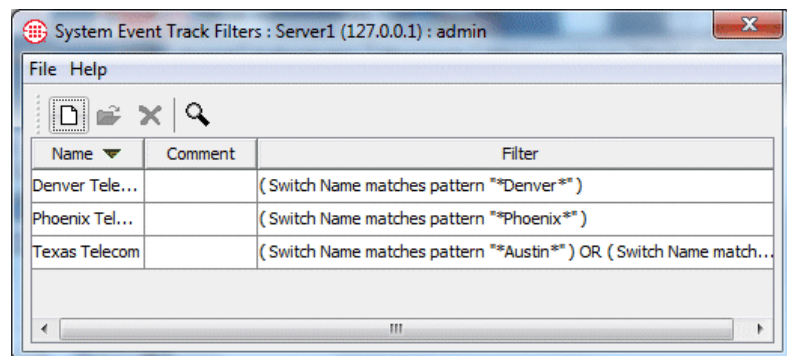 System Event Track Filters : Server1 (127.0.0.1) : admin
File Help
Name Comment Filter
Denver Tele... ( Switch Name matches pattern "*Denver*" )
Phoenix Tel... ( Switch Name matches pattern "*Phoenix*" )
Texas Telecom ( Switch Name matches pattern "*Austin*" ) OR ( Switch Name match...